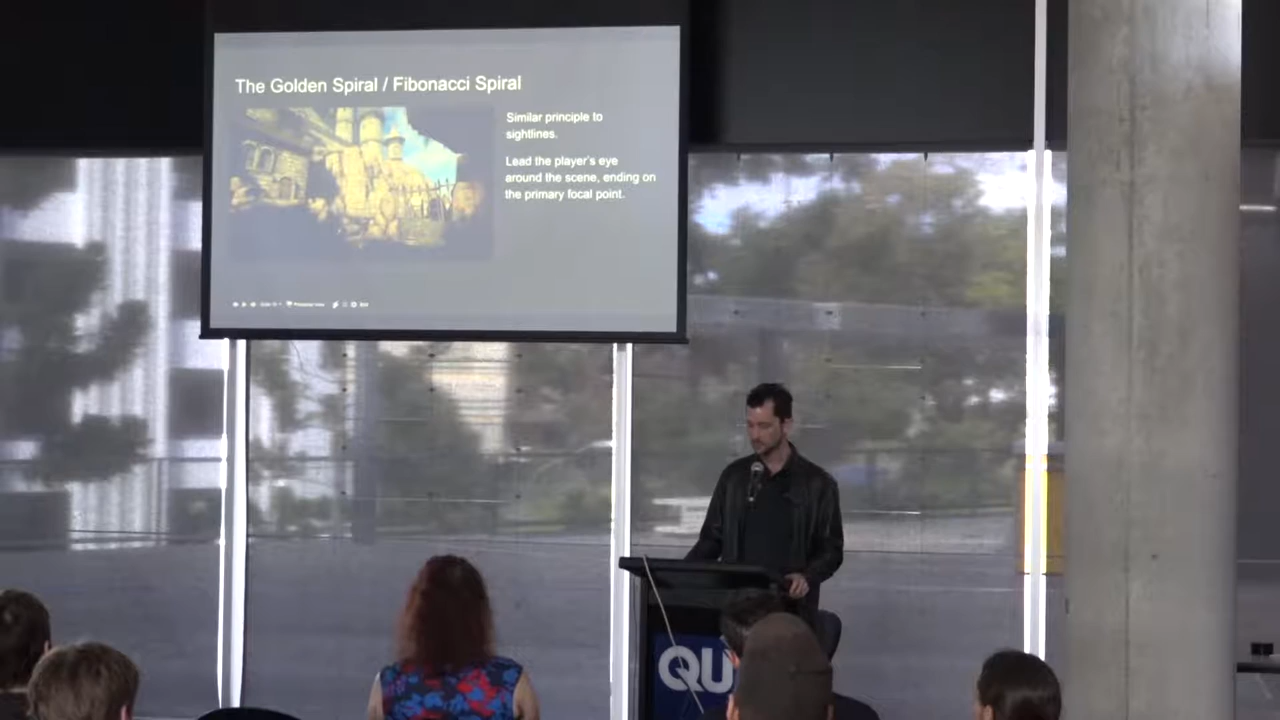 The Golden Spiral / Fibonacci Spiral
Similar principle to
sightlines.
Lead the player's eye
around the scene, ending on
the primary focal point.
QU